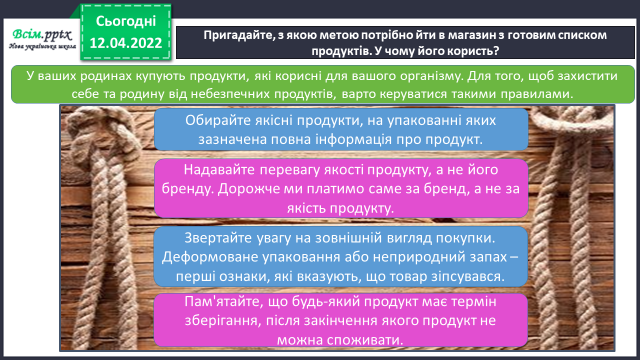 Всім.pptx
Нова українська школа
Сьогодні
12.04.2022
Пригадайте, з якою метою потрібно йти в магазин з готовим списком
продуктів. У чому його користь?
У ваших родинах купують продукти, які корисні для вашого організму. Для того, щоб захистити
себе та родину від небезпечних продуктів, варто керуватися такими правилами.
Обирайте якісні продукти, на упакованні яких
зазначена повна інформація про продукт.
Надавайте перевагу якості продукту, а не його
бренду. Дорожче ми платимо саме за бренд, а не за
якість продукту.
Звертайте увагу на зовнішній вигляд покупки.
Деформоване упаковання або неприродний запах –
перші ознаки, які вказують, що товар зіпсувався.
Пам'ятайте, що будь-який продукт має термін
зберігання, після закінчення якого продукт не
можна споживати.